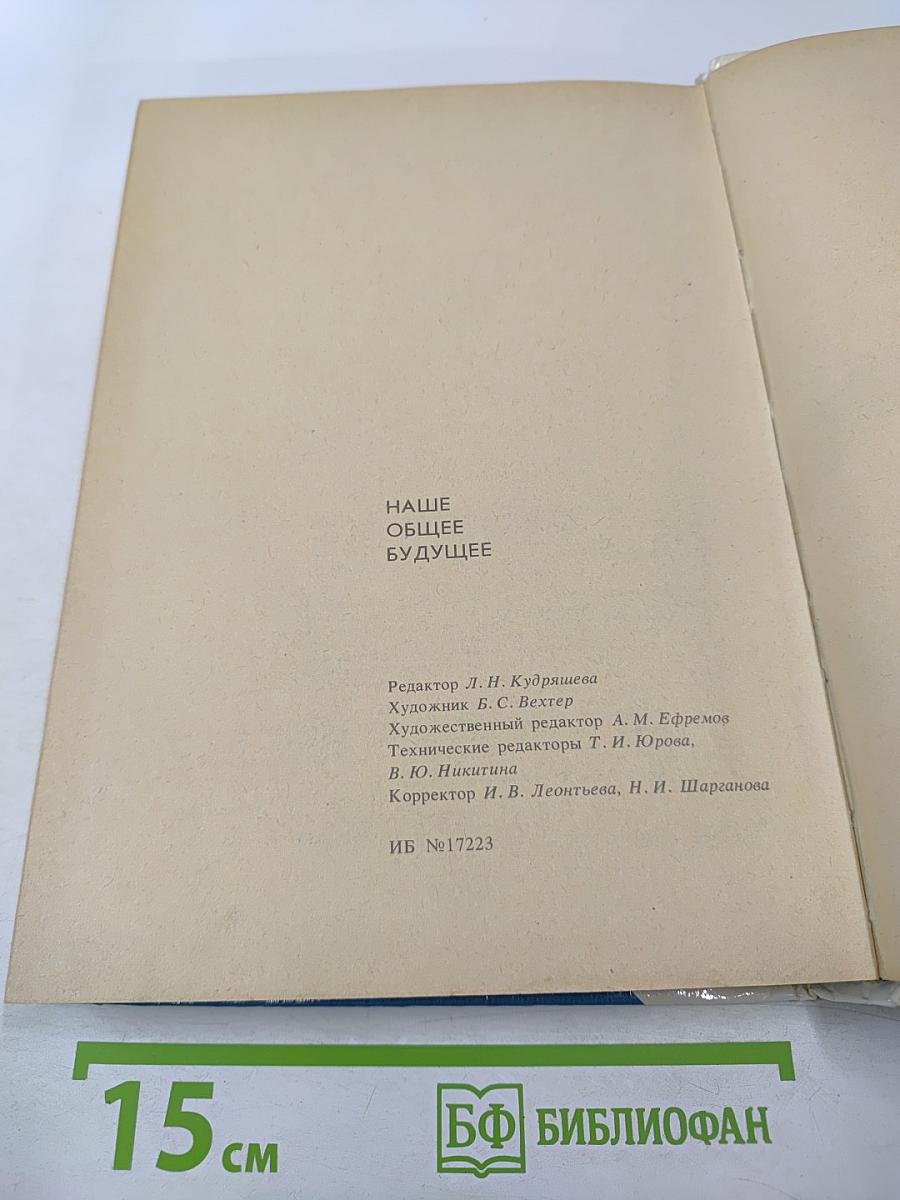 НАШЕ
ОБЩЕЕ
БУДУЩЕЕ
Редактор Л. Н. Кудряшева
Художник Б. С. Вехтер
Художественный редактор А. М. Ефремов
Технические редакторы Т. И. Юрова,
В. Ю. Никитина
Корректор И. В. Леонтьева, Н. И. Шарганова
ИБ №17223
15 см
БФ БИБЛИОФАН